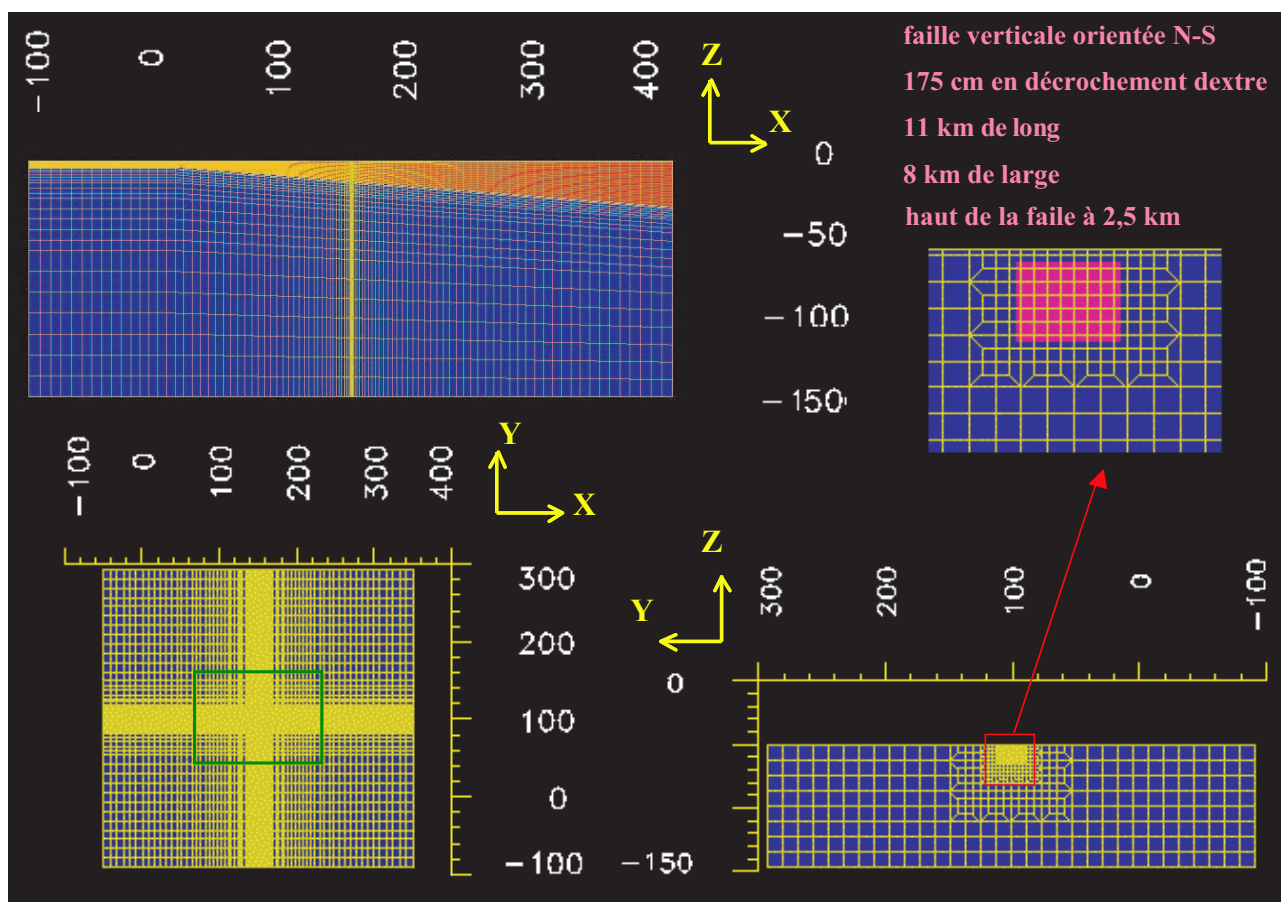 -100 0 100 200 300 400
Z
X
0
-50
-100
-150
faille verticale orientée N-S
175 cm en décrochement dextre
11 km de long
8 km de large
haut de la faile à 2,5 km
-100 0 100 200 300 400
Y
X
300
200
100
0
-100
Z
Y
300 200 100 0 -100
0
-150